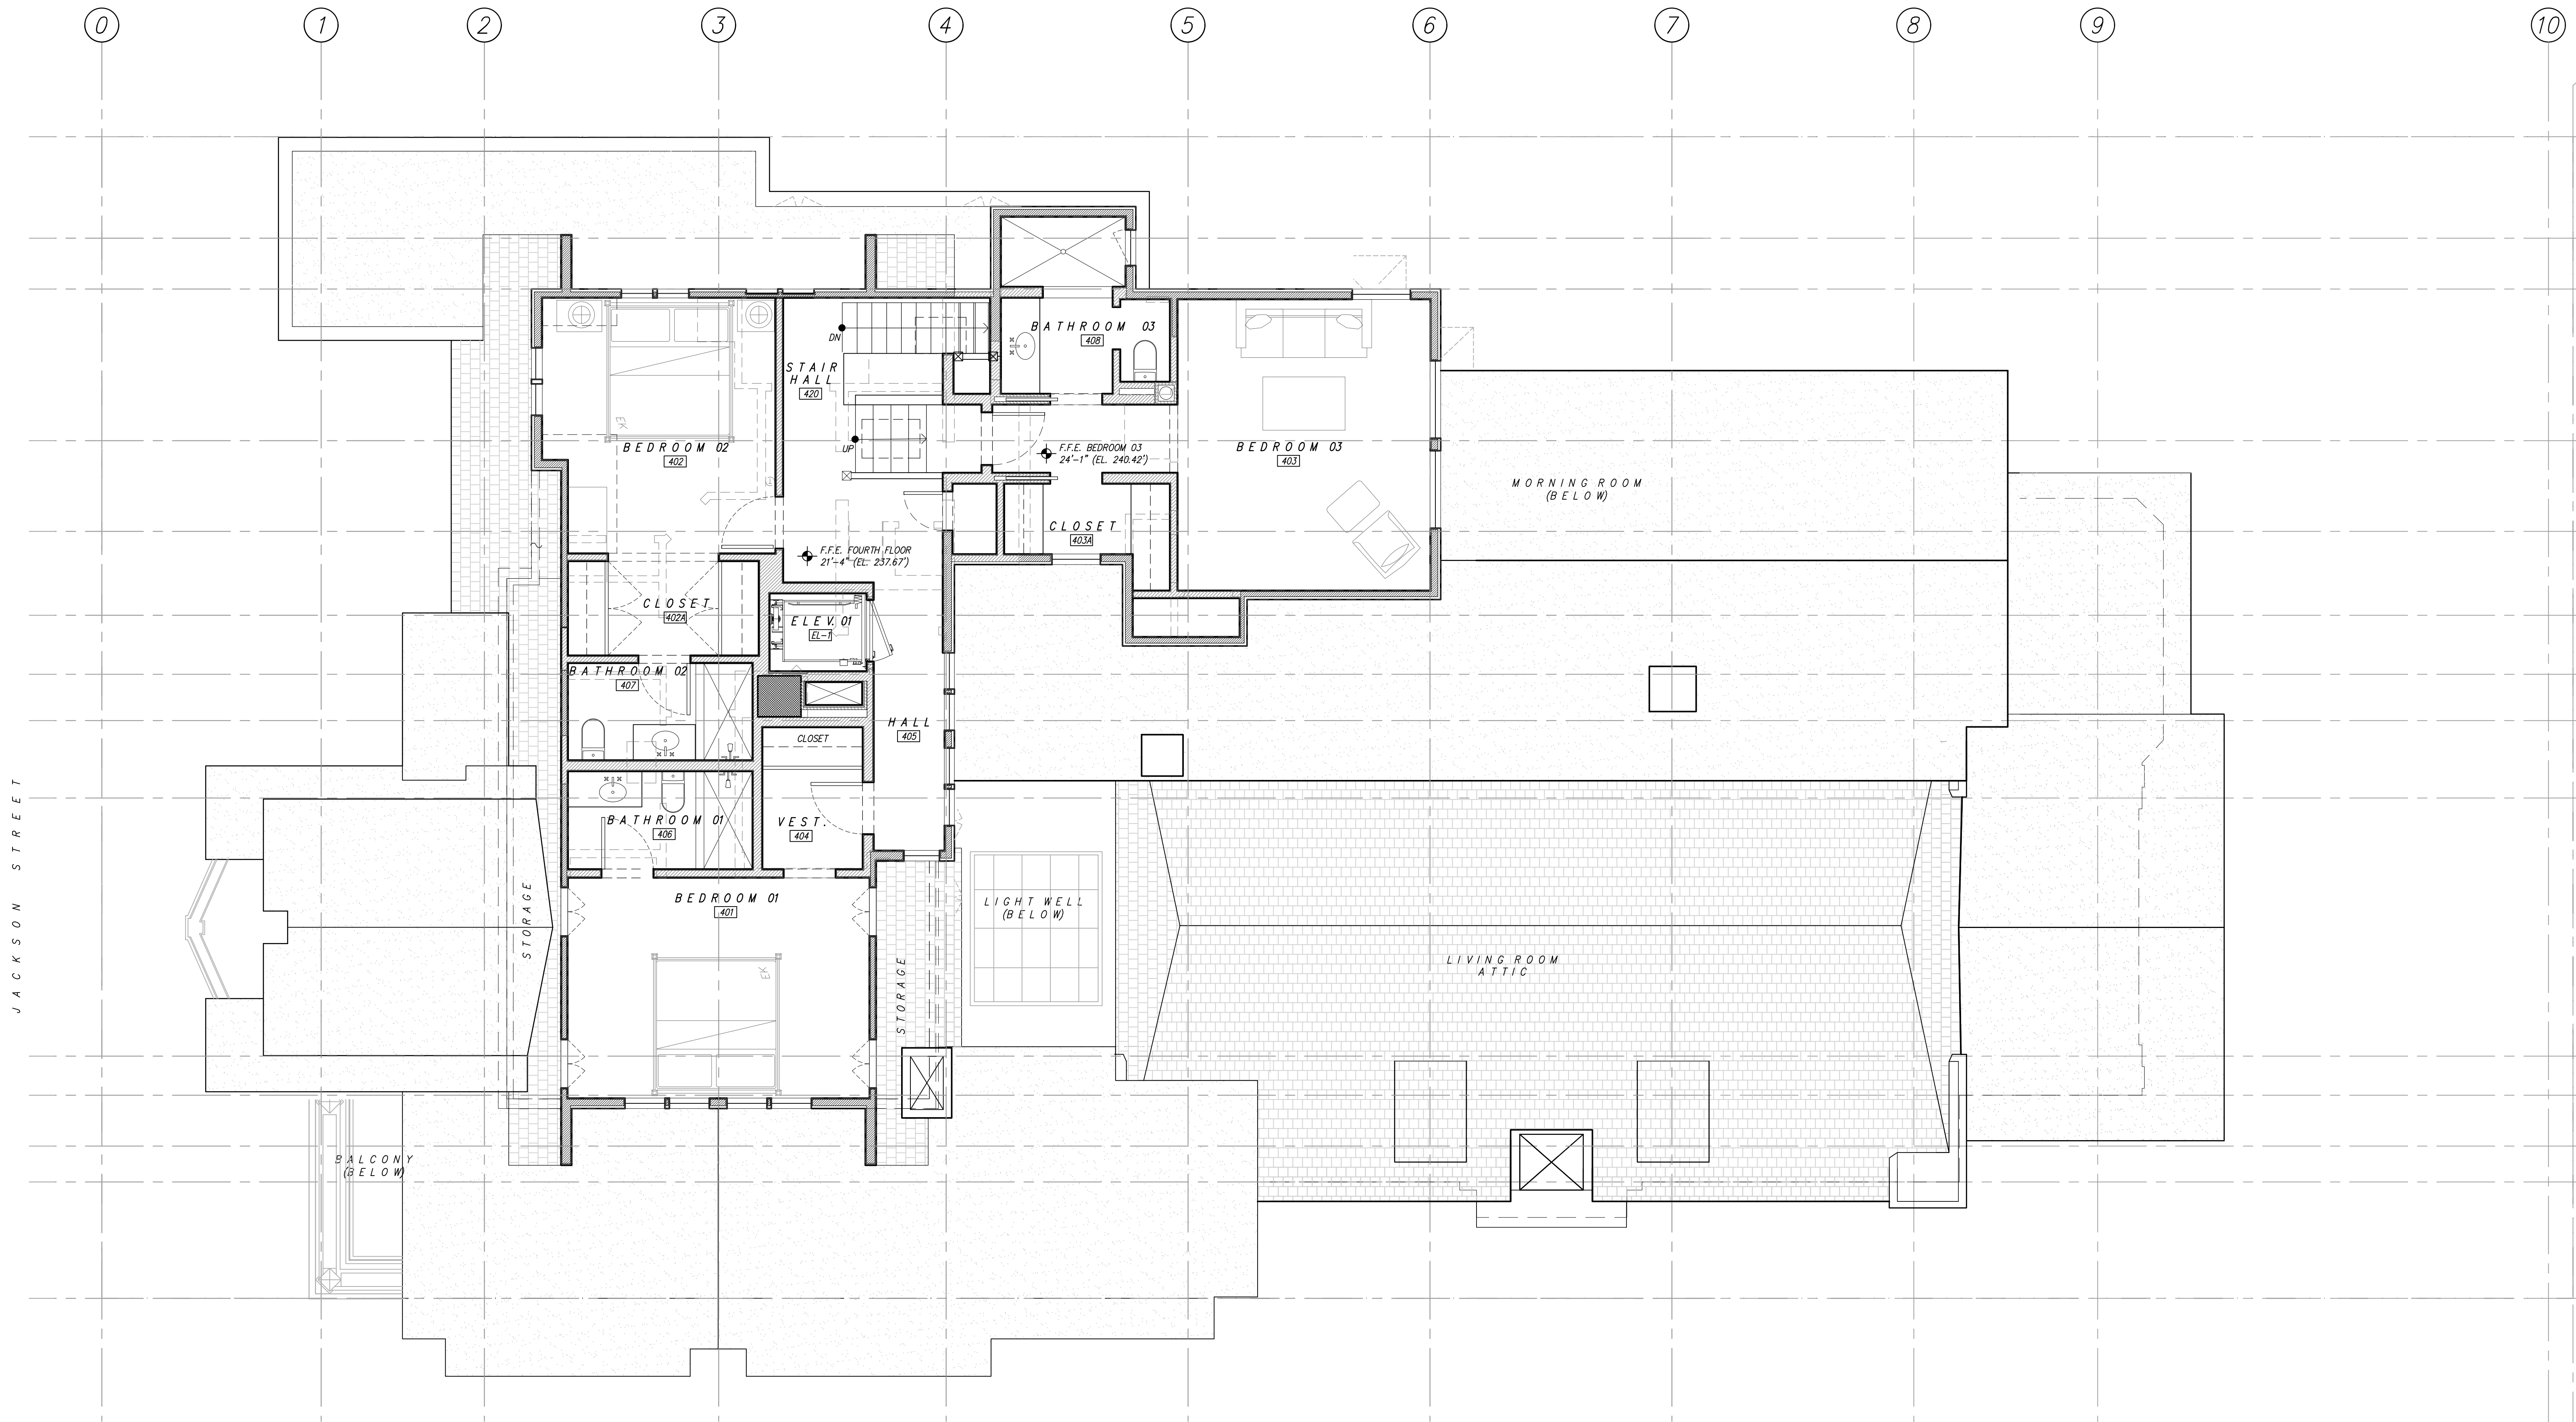 0 1 2 3 4 5 6 7 8 9 10
DN
STAIR
HALL
420
BATHROOM 03
408
BEDROOM 02
402
EK
UP
F.F.E. BEDROOM 03
24'-1" (EL. 240.42')
BEDROOM 03
403
MORNING ROOM
(BELOW)
CLOSET
403A
F.F.E. FOURTH FLOOR
21'-4" (EL. 237.67')
CLOSET
402A
ELEV. 01
EL-1
BATHROOM 02
407
HALL
405
CLOSET
BATHROOM 01
406
VEST.
404
JACKSON STREET
STORAGE
BEDROOM 01
401
EK
STORAGE
LIGHT WELL
(BELOW)
LIVING ROOM
ATTIC
BALCONY
(BELOW)